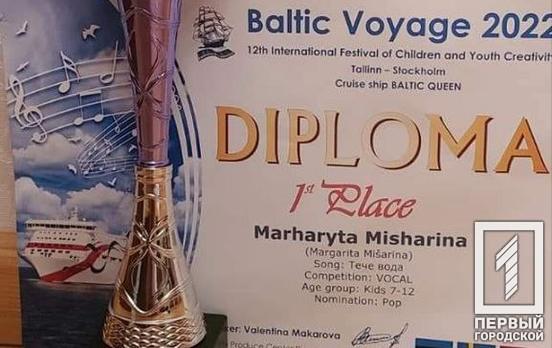 Baltic Voyage 2022
12th International Festival of Children and Youth Creativity
Tallinn – Stockholm
Cruise ship BALTIC QUEEN
DIPLOMA
1st Place
Marharyta Misharina
(Margarita Mišarina)
Song: Тече вода
Competition: VOCAL
Age group: Kids 7-12
Nomination: Pop
ker: Valentina Makarova
1
ПЕРВЫЙ
ГОРОДСКОЙ